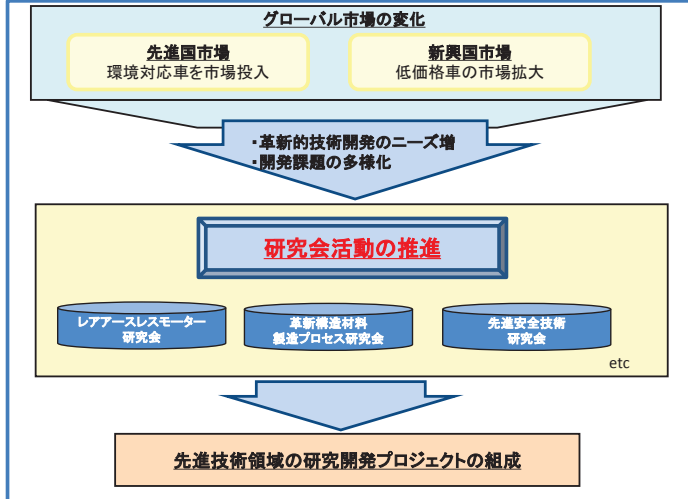 グローバル市場の変化
先進国市場
環境対応車を市場投入
新興国市場
低価格車の市場拡大
・革新的技術開発のニーズ増
・開発課題の多様化
研究会活動の推進
レアアースレスモーター
研究会
革新構造材料
製造プロセス研究会
先進安全技術
研究会
etc
先進技術領域の研究開発プロジェクトの組成